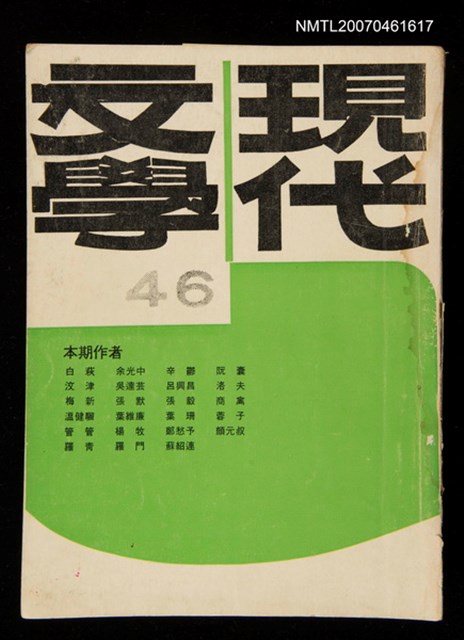 NMTL20070461617
現代
文學
46
本期作者
白萩 余光中 辛鬱 阮囊
汶津 吳達芸 呂興昌 洛夫
梅新 張默 張毅 商禽
溫健騮 葉維廉 葉珊 蓉子
管管 楊牧 鄭愁予 顏元叔
羅青 羅門 蘇紹連